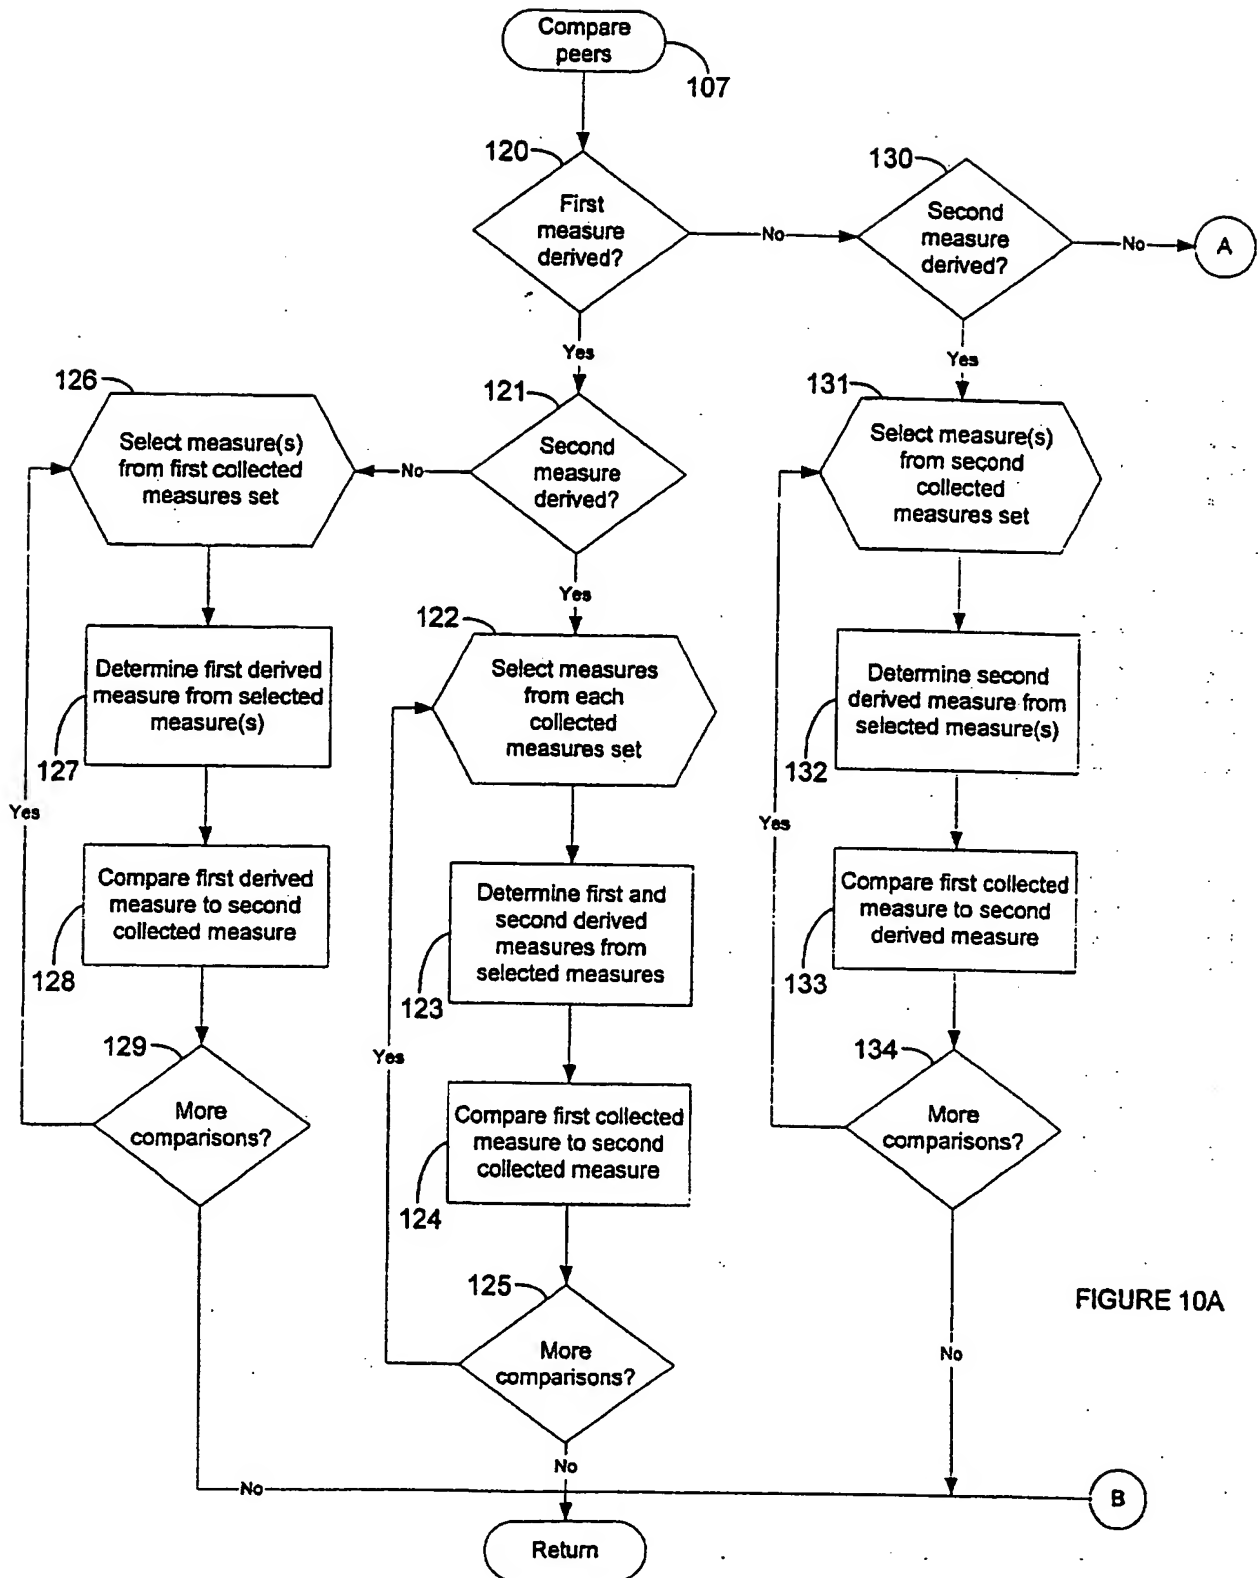 Compare
peers
107
120
First
measure
derived?
No
130
Second
measure
derived?
No
A
Yes
Yes
126
Select measure(s)
from first collected
measures set
No
121
Second
measure
derived?
131
Select measure(s)
from second
collected
measures set
Yes
122
Select measures
from each
collected
measures set
Determine first derived
measure from selected
measure(s)
127
Determine second
derived measure from
selected measure(s)
132
Yes
Yes
Compare first derived
measure to second
collected measure
128
Determine first and
second derived
measures from
selected measures
123
Compare first collected
measure to second
derived measure
133
129
More
comparisons?
Yes
134
More
comparisons?
Compare first collected
measure to second
collected measure
124
125
More
comparisons?
FIGURE 10A
No
No
No
B
Return